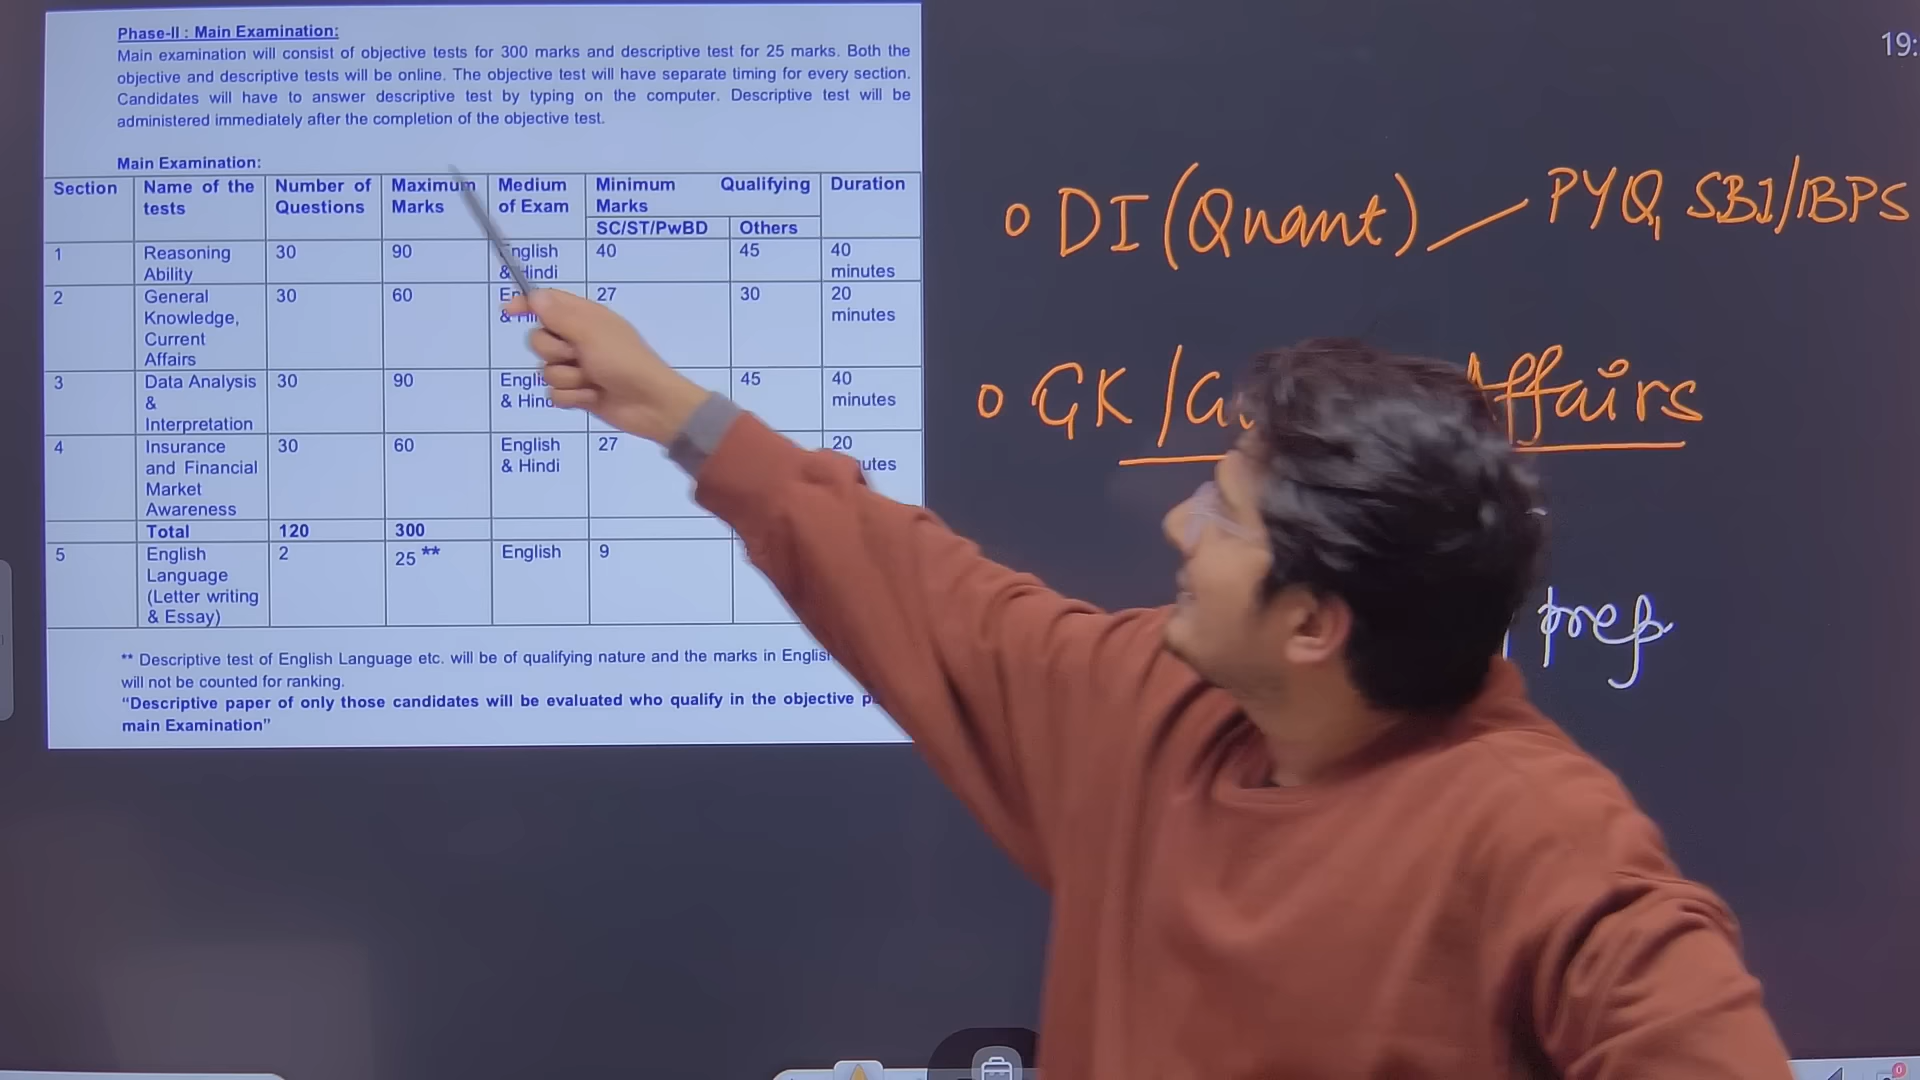 Phase-II : Main Examination:
Main examination will consist of objective tests for 300 marks and descriptive test for 25 marks. Both the
objective and descriptive tests will be online. The objective test will have separate timing for every section.
Candidates will have to answer descriptive test by typing on the computer. Descriptive test will be
administered immediately after the completion of the objective test.
Main Examination:
Section Name of the tests Number of Questions Maximum Marks Medium of Exam Minimum Qualifying Marks Duration
SC/ST/PwBD Others
1 Reasoning Ability 30 90 English & Hindi 40 45 40 minutes
2 General Knowledge, Current Affairs 30 60 27 30 20 minutes
3 Data Analysis & Interpretation 30 90 45 40 minutes
4 Insurance and Financial Market Awareness 30 60 English & Hindi 27 20
Total 120 300
5 English Language (Letter writing & Essay) 2 25 ** English 9
** Descriptive test of English Language etc. will be of qualifying nature and the marks in
will not be counted for ranking.
"Descriptive paper of only those candidates will be evaluated who qualify in the objective
main Examination"
19:
o DI (Quant) — PYQ, SBI/IBPS
o GK / Affairs
prep